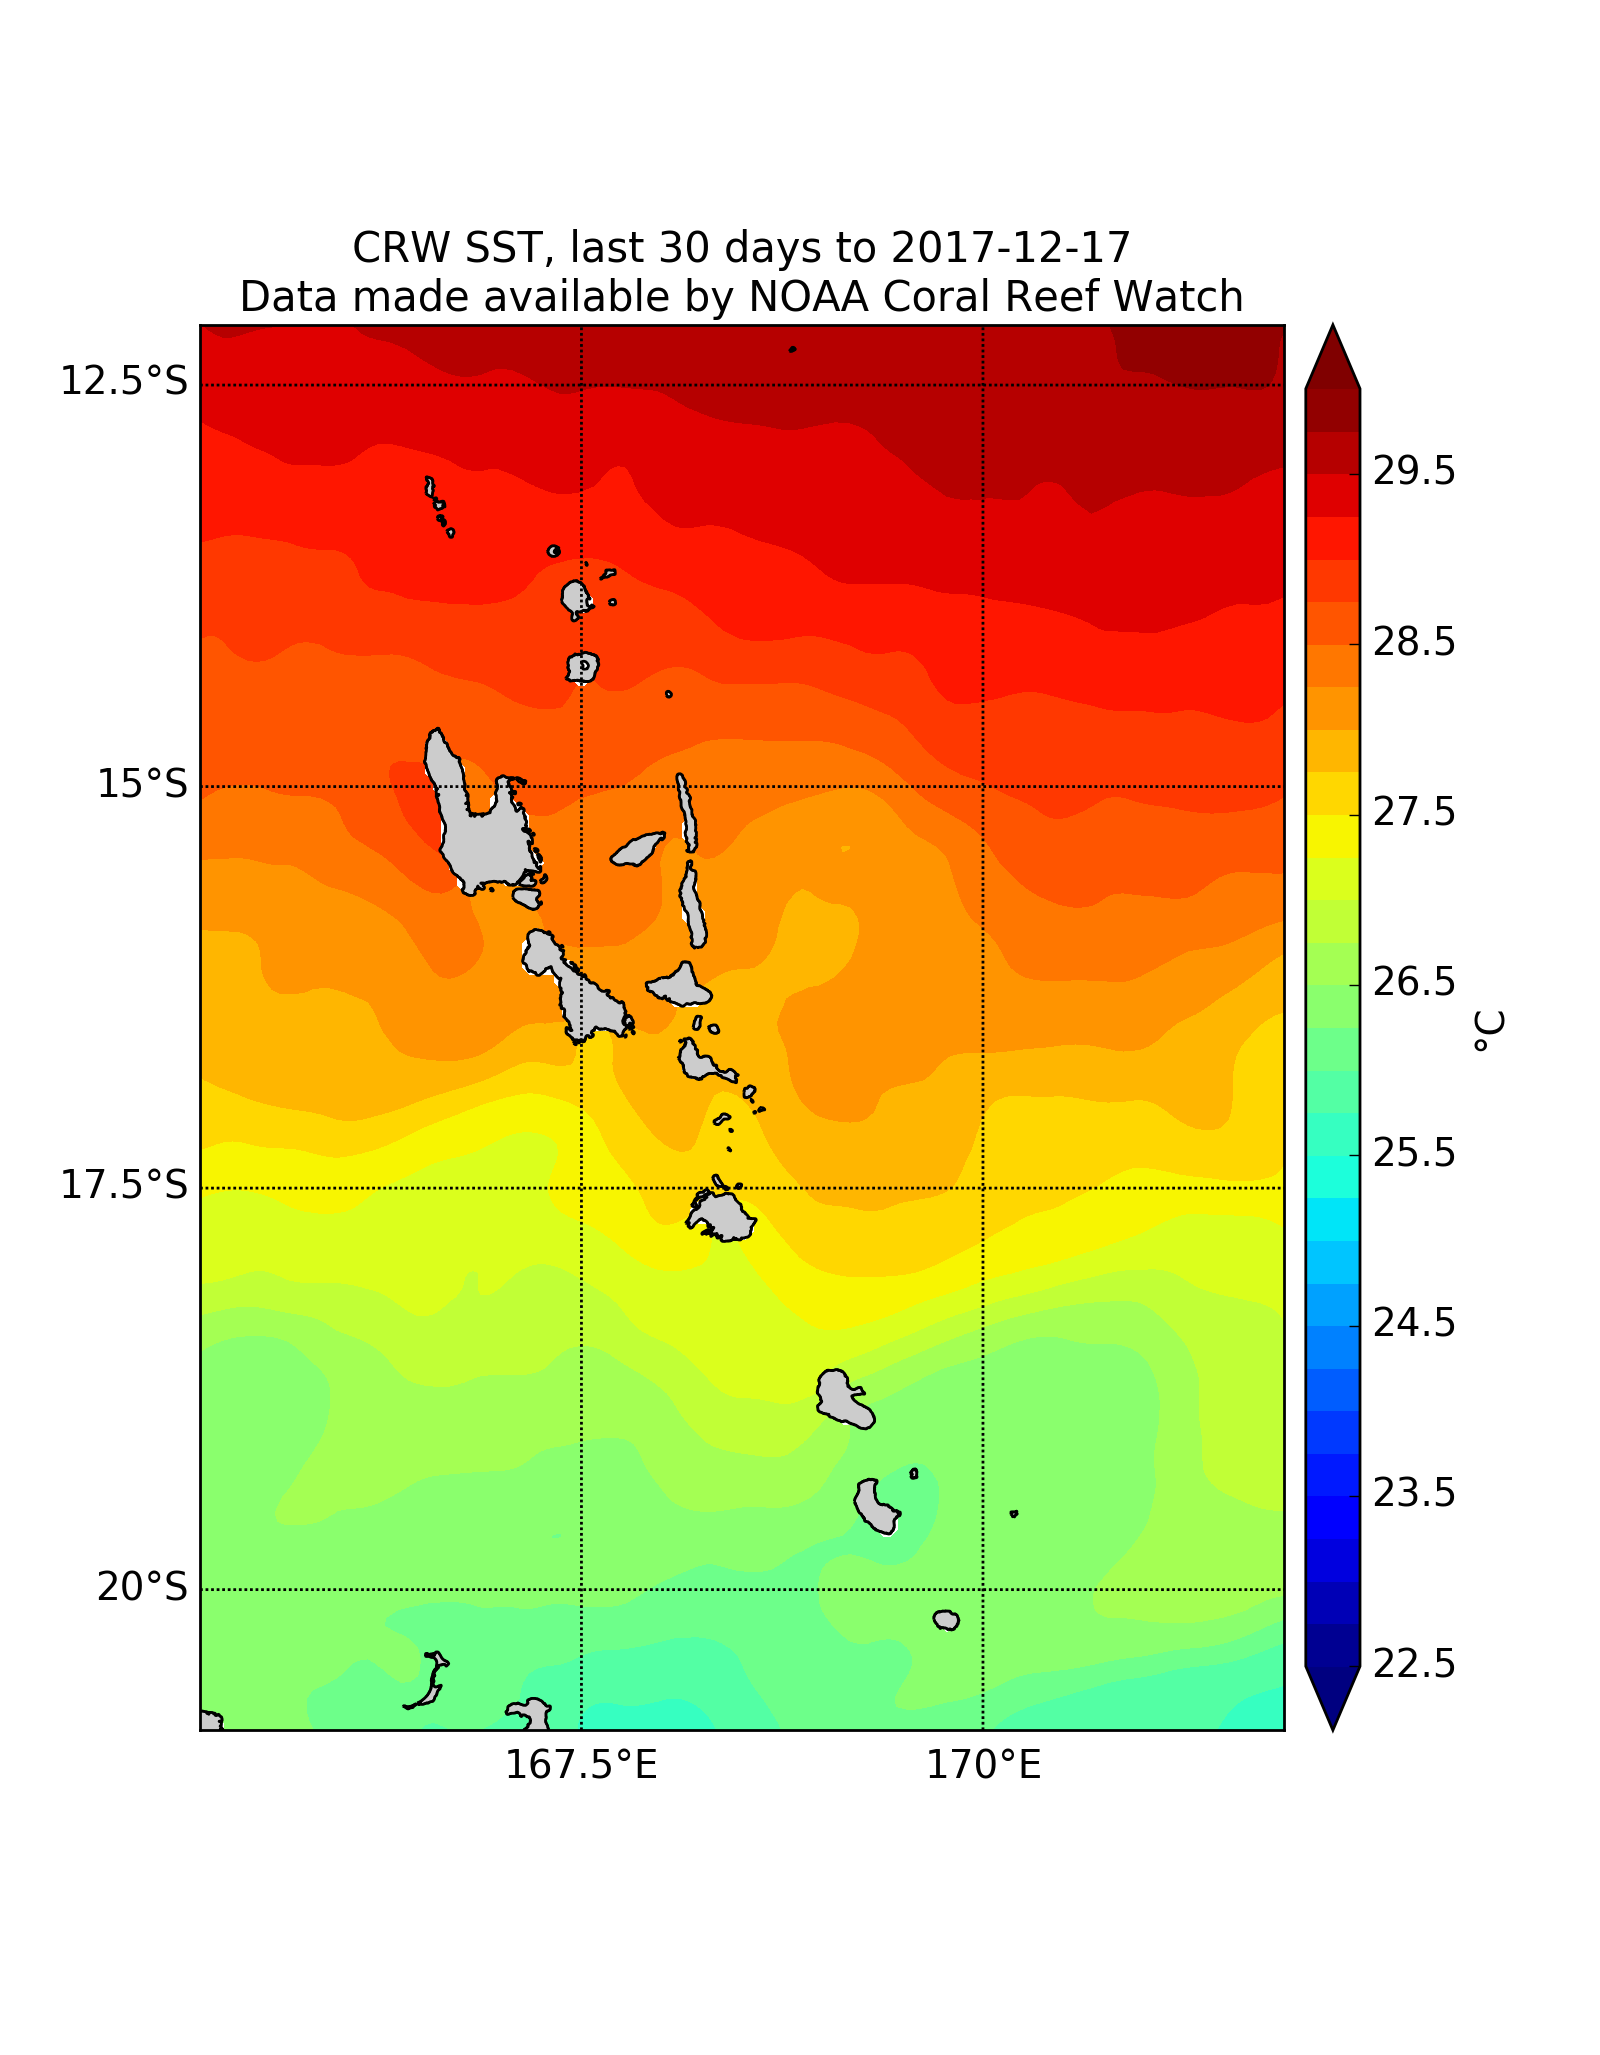 CRW SST, last 30 days to 2017-12-17
Data made available by NOAA Coral Reef Watch
12.5°S
15°S
17.5°S
20°S
167.5°E
170°E
29.5
28.5
27.5
26.5
25.5
24.5
23.5
22.5
°C